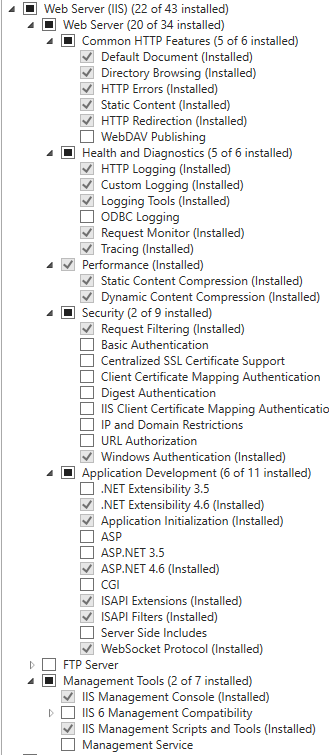 Web Server (IIS) (22 of 43 installed)
Web Server (20 of 34 installed)
Common HTTP Features (5 of 6 installed)
Default Document (Installed)
Directory Browsing (Installed)
HTTP Errors (Installed)
Static Content (Installed)
HTTP Redirection (Installed)
WebDAV Publishing
Health and Diagnostics (5 of 6 installed)
HTTP Logging (Installed)
Custom Logging (Installed)
Logging Tools (Installed)
ODBC Logging
Request Monitor (Installed)
Tracing (Installed)
Performance (Installed)
Static Content Compression (Installed)
Dynamic Content Compression (Installed)
Security (2 of 9 installed)
Request Filtering (Installed)
Basic Authentication
Centralized SSL Certificate Support
Client Certificate Mapping Authentication
Digest Authentication
IIS Client Certificate Mapping Authenticatio
IP and Domain Restrictions
URL Authorization
Windows Authentication (Installed)
Application Development (6 of 11 installed)
.NET Extensibility 3.5
.NET Extensibility 4.6 (Installed)
Application Initialization (Installed)
ASP
ASP.NET 3.5
ASP.NET 4.6 (Installed)
CGI
ISAPI Extensions (Installed)
ISAPI Filters (Installed)
Server Side Includes
WebSocket Protocol (Installed)
FTP Server
Management Tools (2 of 7 installed)
IIS Management Console (Installed)
IIS 6 Management Compatibility
IIS Management Scripts and Tools (Installed)
Management Service